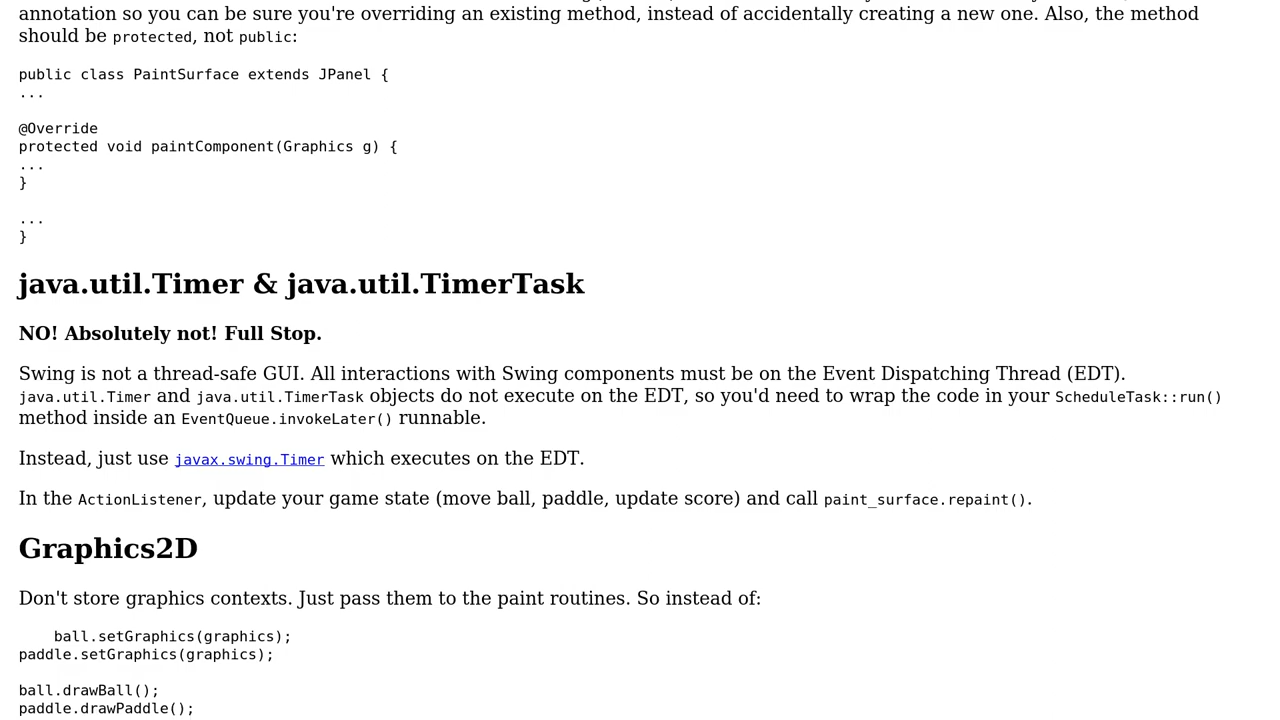 annotation so you can be sure you're overriding an existing method, instead of accidentally creating a new one. Also, the method
should be protected, not public:
public class PaintSurface extends JPanel {
...
@Override
protected void paintComponent(Graphics g) {
...
}
...
}
java.util.Timer & java.util.TimerTask
NO! Absolutely not! Full Stop.
Swing is not a thread-safe GUI. All interactions with Swing components must be on the Event Dispatching Thread (EDT).
java.util.Timer and java.util.TimerTask objects do not execute on the EDT, so you'd need to wrap the code in your ScheduleTask::run()
method inside an EventQueue.invokeLater() runnable.
Instead, just use javax.swing.Timer which executes on the EDT.
In the ActionListener, update your game state (move ball, paddle, update score) and call paint_surface.repaint().
Graphics2D
Don't store graphics contexts. Just pass them to the paint routines. So instead of:
ball.setGraphics(graphics);
paddle.setGraphics(graphics);
ball.drawBall();
paddle.drawPaddle();